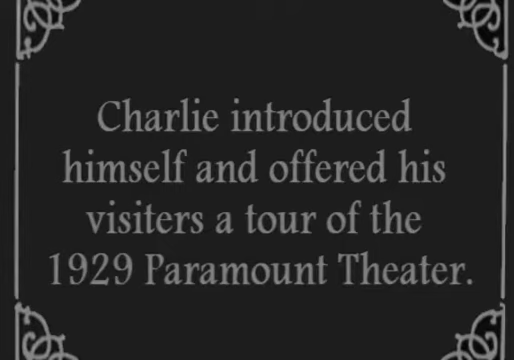 Charlie introduced
himself and offered his
visiters a tour of the
1929 Paramount Theater.